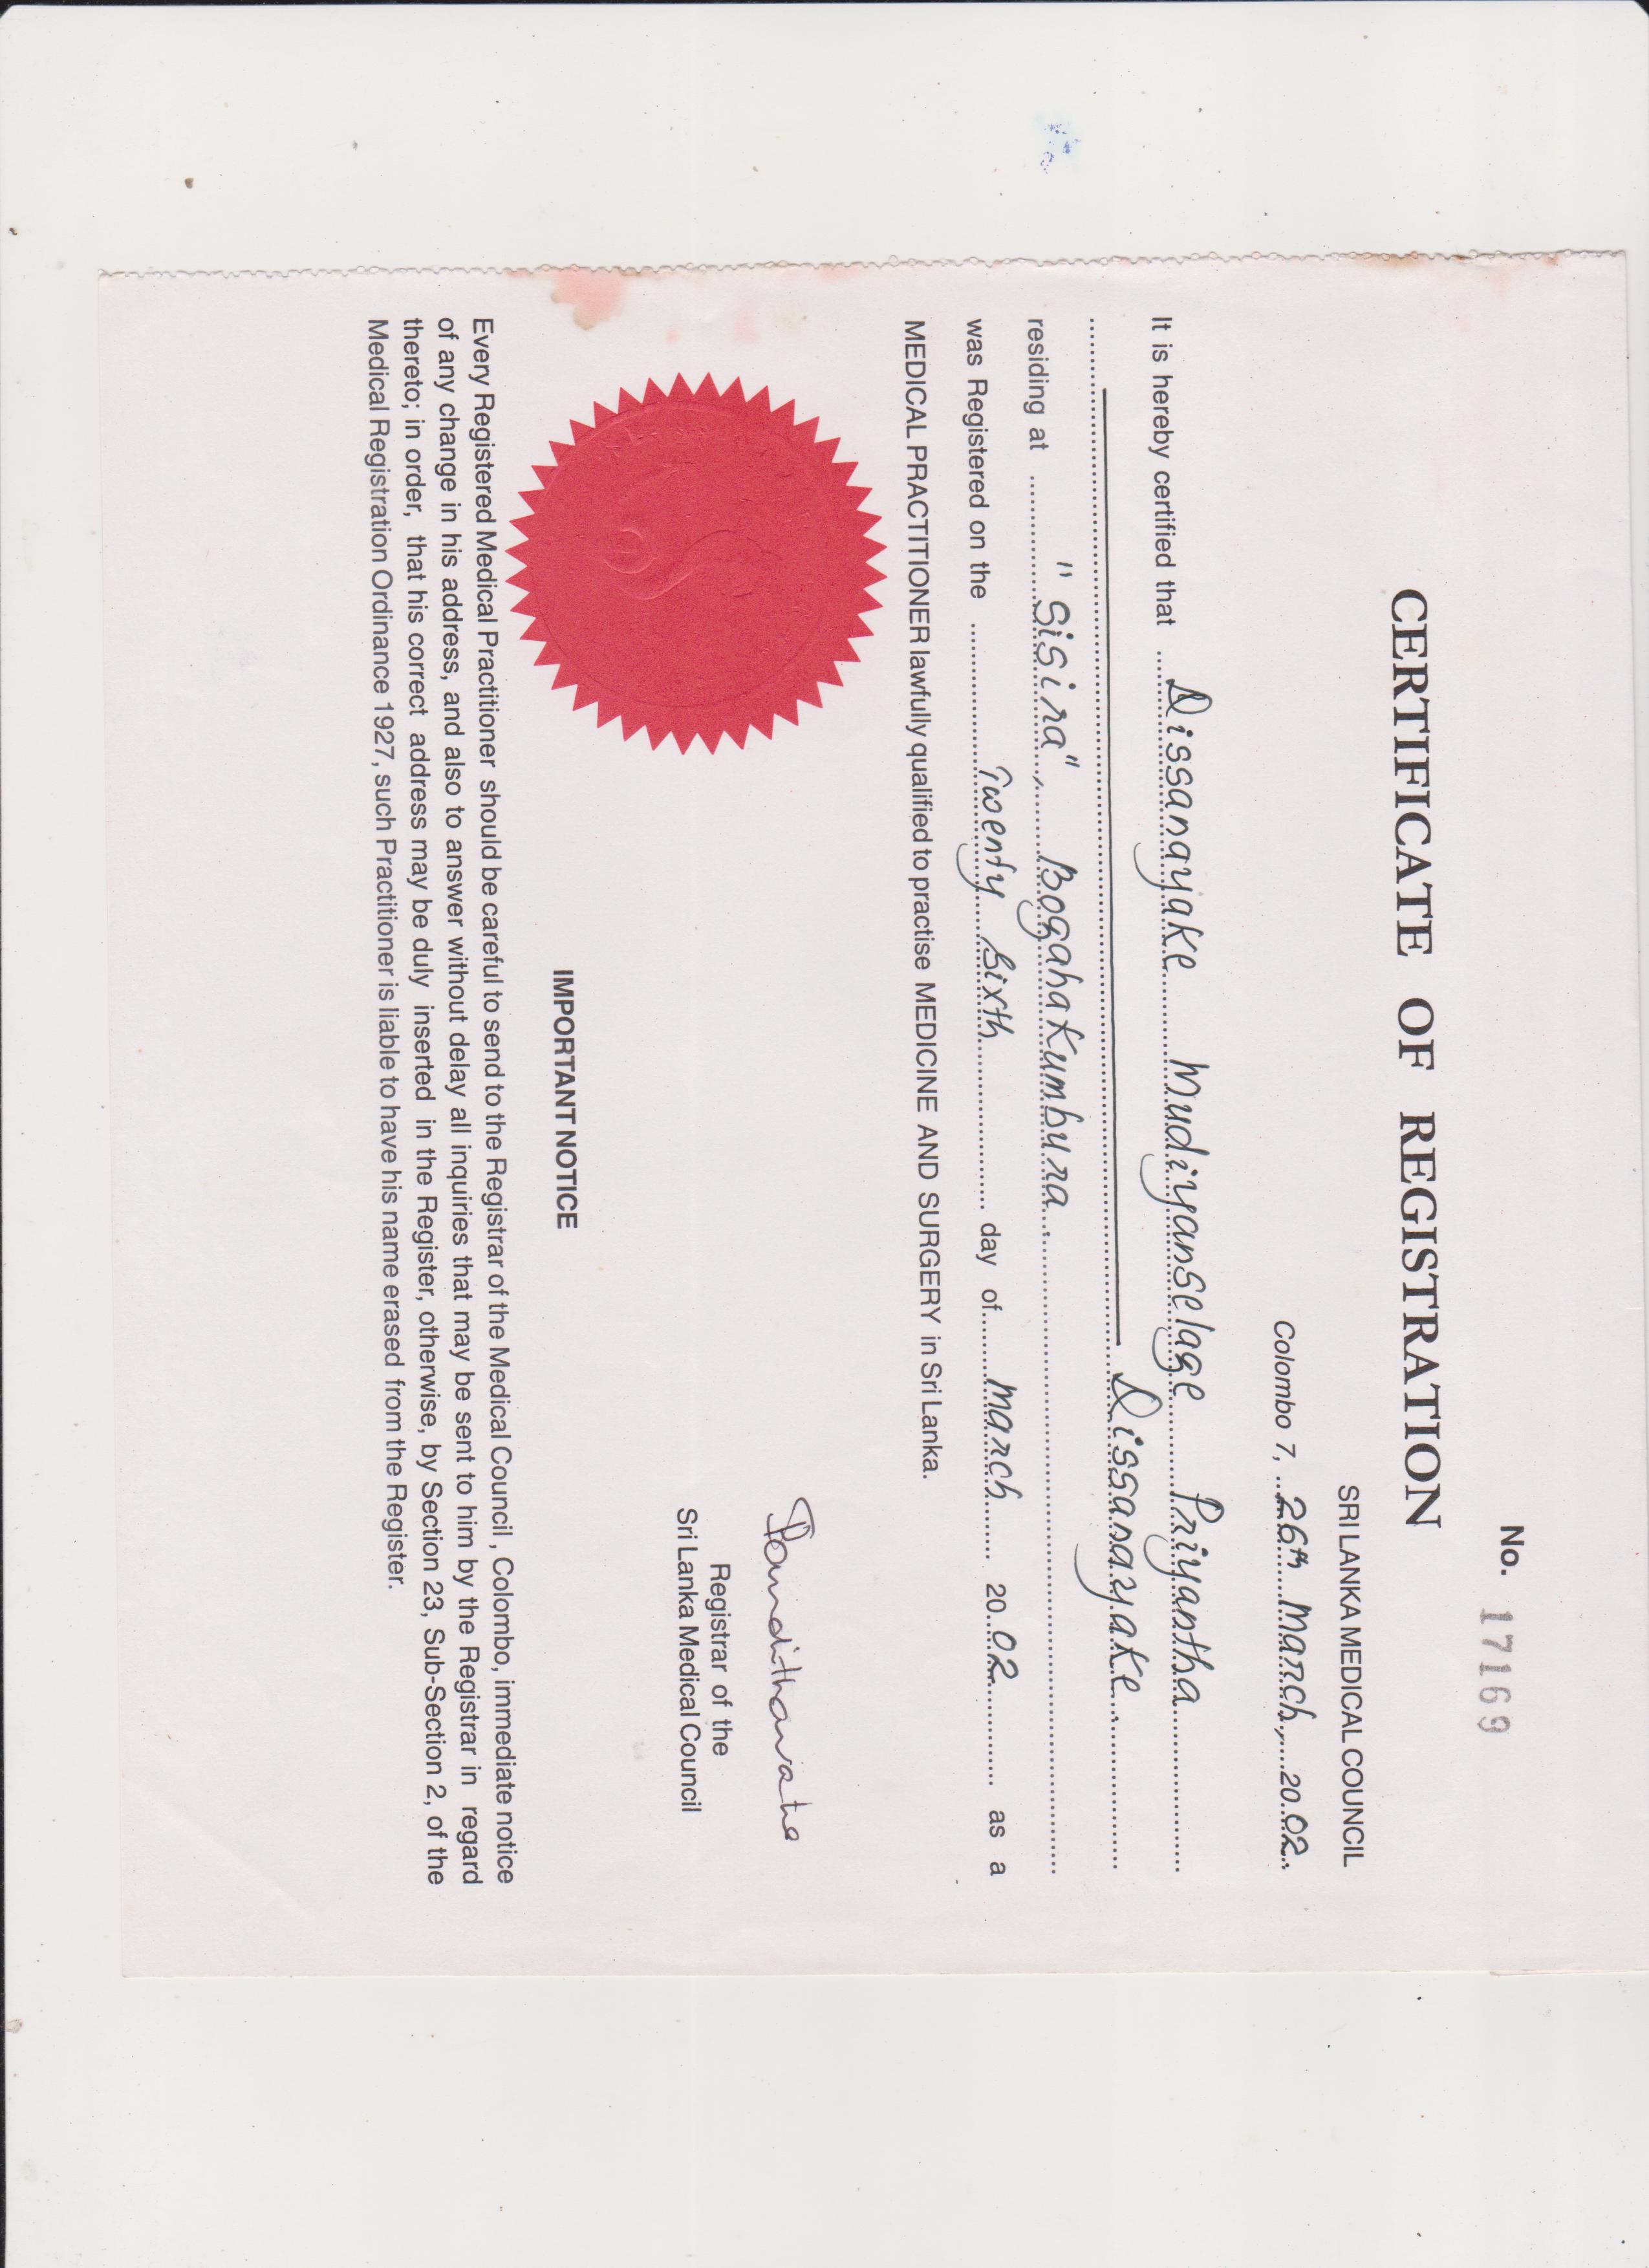 No. 17169
CERTIFICATE OF REGISTRATION
SRI LANKA MEDICAL COUNCIL
Colombo 7, 26th March, 2002
It is hereby certified that Dissanayake Mudiyanselage Priyantha
Dissanayake
residing at "Sisira", Bogahakumbura
was Registered on the Twenty Sixth day of March 2002 as a
MEDICAL PRACTITIONER lawfully qualified to practise MEDICINE AND SURGERY in Sri Lanka.
Registrar of the
Sri Lanka Medical Council
IMPORTANT NOTICE
Every Registered Medical Practitioner should be careful to send to the Registrar of the Medical Council , Colombo, immediate notice
of any change in his address, and also to answer without delay all inquiries that may be sent to him by the Registrar in regard
thereto; in order, that his correct address may be duly inserted in the Register, otherwise, by Section 23, Sub-Section 2, of the
Medical Registration Ordinance 1927, such Practitioner is liable to have his name erased from the Register.